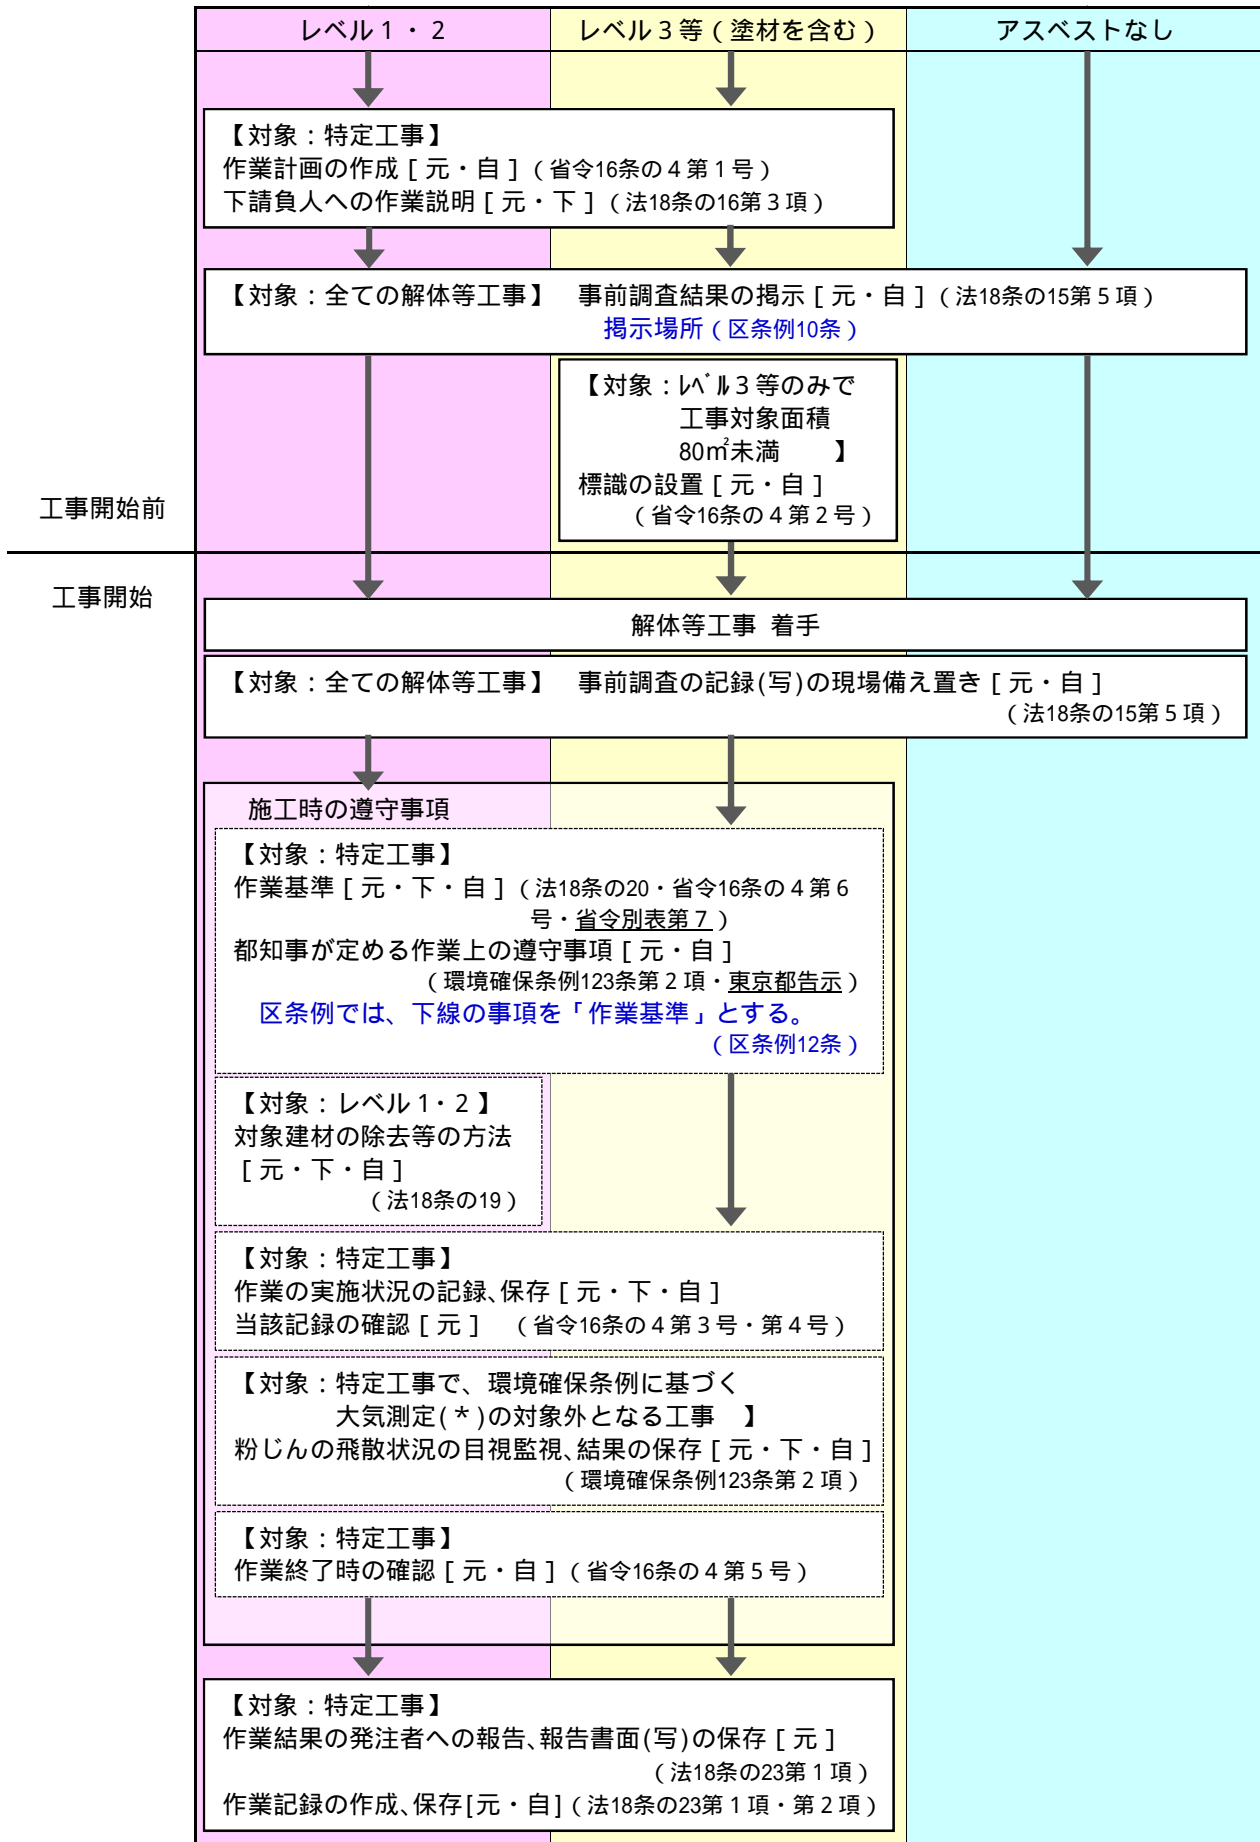 レベル１・２
レベル３等（塗材を含む）
アスベストなし
【対象：特定工事】
作業計画の作成［元・自］（省令16条の４第１号）
下請負人への作業説明［元・下］（法18条の16第３項）
【対象：全ての解体等工事】　事前調査結果の掲示［元・自］（法18条の15第５項）
掲示場所（区条例10条）
【対象：ﾚﾍﾞﾙ３等のみで
工事対象面積
80㎡未満　　】
標識の設置［元・自］
（省令16条の４第２号）
工事開始前
工事開始
解体等工事 着手
【対象：全ての解体等工事】　事前調査の記録(写)の現場備え置き［元・自］
（法18条の15第５項）
施工時の遵守事項
【対象：特定工事】
作業基準［元・下・自］（法18条の20・省令16条の４第６
号・省令別表第７）
都知事が定める作業上の遵守事項［元・自］
（環境確保条例123条第２項・東京都告示）
区条例では、下線の事項を「作業基準」とする。
（区条例12条）
【対象：レベル１・２】
対象建材の除去等の方法
［元・下・自］
（法18条の19）
【対象：特定工事】
作業の実施状況の記録、保存［元・下・自］
当該記録の確認［元］　（省令16条の４第３号・第４号）
【対象：特定工事で、環境確保条例に基づく
大気測定(＊)の対象外となる工事　】
粉じんの飛散状況の目視監視、結果の保存［元・下・自］
（環境確保条例123条第２項）
【対象：特定工事】
作業終了時の確認［元・自］（省令16条の４第５号）
【対象：特定工事】
作業結果の発注者への報告、報告書面(写)の保存［元］
（法18条の23第１項）
作業記録の作成、保存[元・自]（法18条の23第１項・第２項）